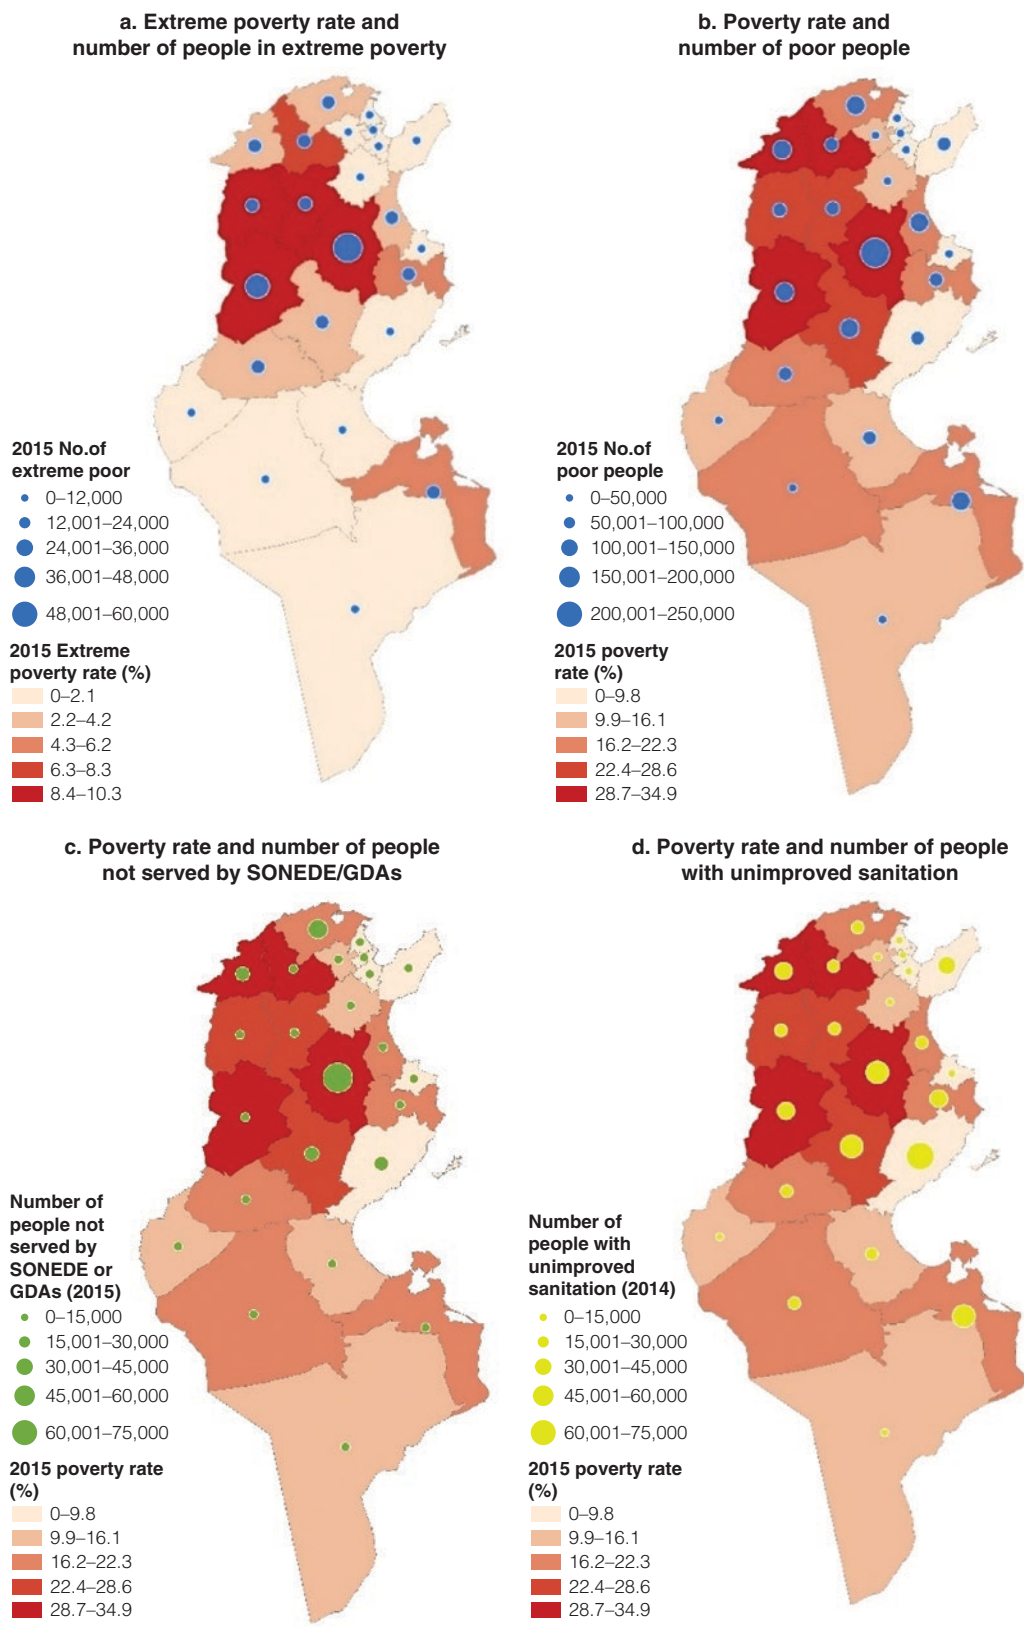 a. Extreme poverty rate and
number of people in extreme poverty
2015 No.of
extreme poor
0–12,000
12,001–24,000
24,001–36,000
36,001–48,000
48,001–60,000
2015 Extreme
poverty rate (%)
0–2.1
2.2–4.2
4.3–6.2
6.3–8.3
8.4–10.3
b. Poverty rate and
number of poor people
2015 No.of
poor people
0–50,000
50,001–100,000
100,001–150,000
150,001–200,000
200,001–250,000
2015 poverty
rate (%)
0–9.8
9.9–16.1
16.2–22.3
22.4–28.6
28.7–34.9
c. Poverty rate and number of people
not served by SONEDE/GDAs
Number of
people not
served by
SONEDE or
GDAs (2015)
0–15,000
15,001–30,000
30,001–45,000
45,001–60,000
60,001–75,000
2015 poverty rate
(%)
0–9.8
9.9–16.1
16.2–22.3
22.4–28.6
28.7–34.9
d. Poverty rate and number of people
with unimproved sanitation
Number of
people with
unimproved
sanitation (2014)
0–15,000
15,001–30,000
30,001–45,000
45,001–60,000
60,001–75,000
2015 poverty rate
(%)
0–9.8
9.9–16.1
16.2–22.3
22.4–28.6
28.7–34.9